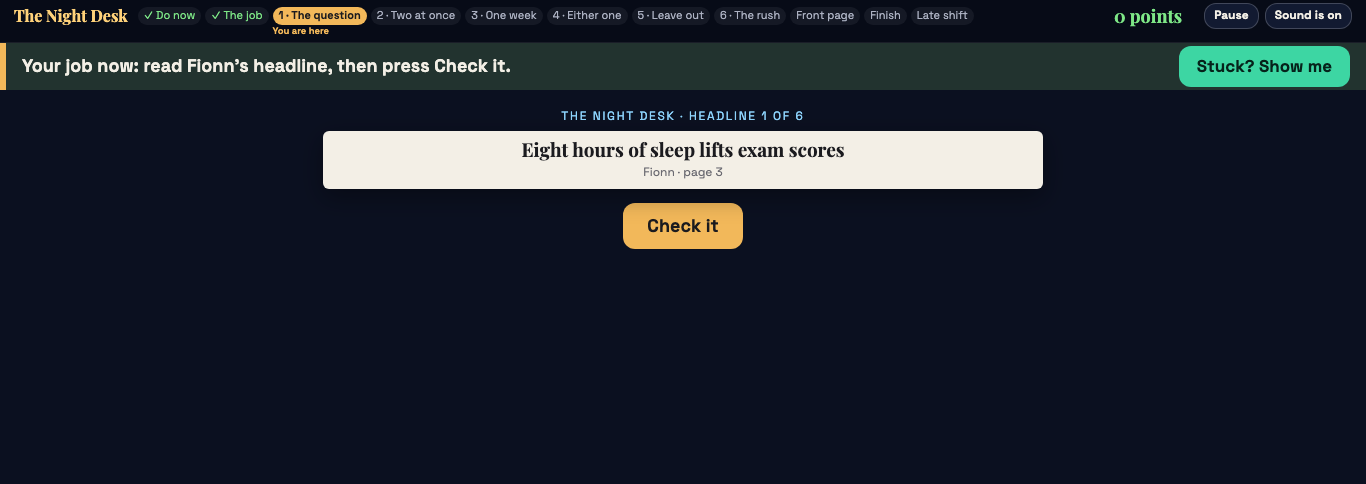 The Night Desk ✓ Do now ✓ The job 1 · The question 2 · Two at once 3 · One week 4 · Either one 5 · Leave out 6 · The rush Front page Finish Late shift 0 points Pause Sound is on
You are here
Your job now: read Fionn's headline, then press Check it. Stuck? Show me
THE NIGHT DESK · HEADLINE 1 OF 6
Eight hours of sleep lifts exam scores
Fionn · page 3
Check it